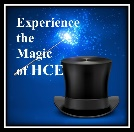 Experience
the
Magic
of HCE